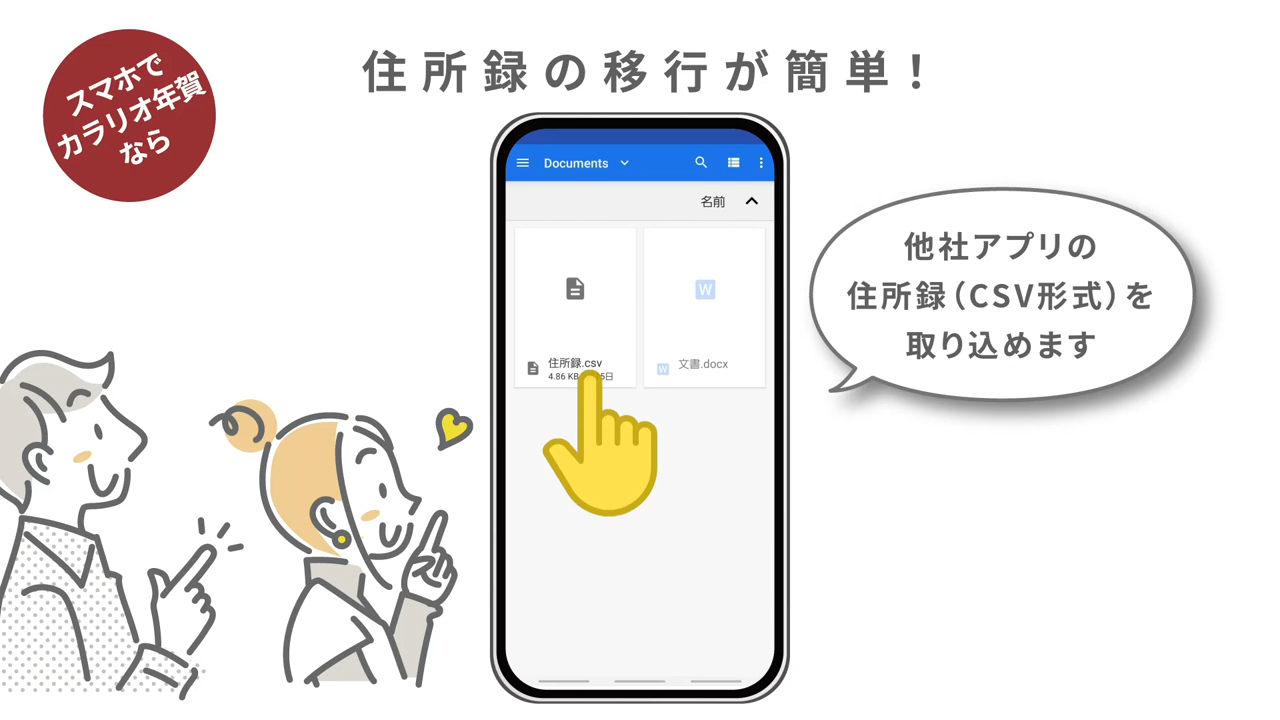 スマホで
カラリオ年賀
なら
住所録の移行が簡単！
Documents
名前
W
住所録.csv
4.86 KB
5日
W
文書.docx
他社アプリの
住所録（CSV形式）を
取り込めます